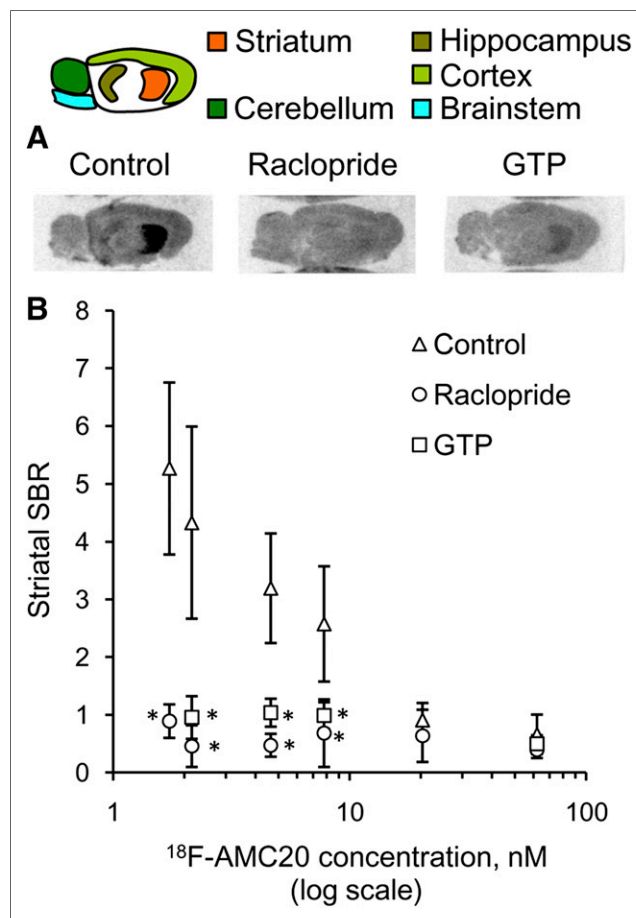 Striatum Hippocampus
Cortex
Cerebellum Brainstem
A
Control Raclopride GTP
B
8
7
6
5
4
3
2
1
0
Striatal SBR
Control
Raclopride
GTP
* * * *
* * *
1 10 100
¹⁸F-AMC20 concentration, nM
(log scale)